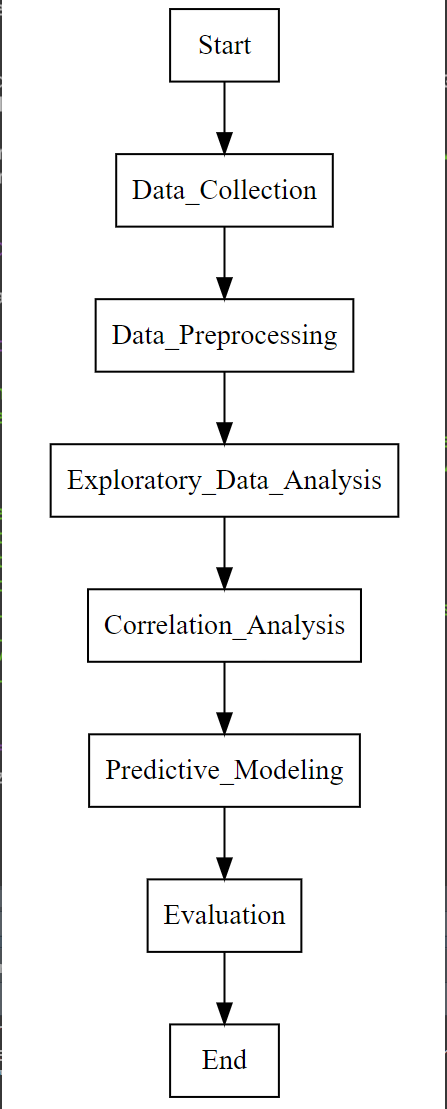 Start
Data_Collection
Data_Preprocessing
Exploratory_Data_Analysis
Correlation_Analysis
Predictive_Modeling
Evaluation
End